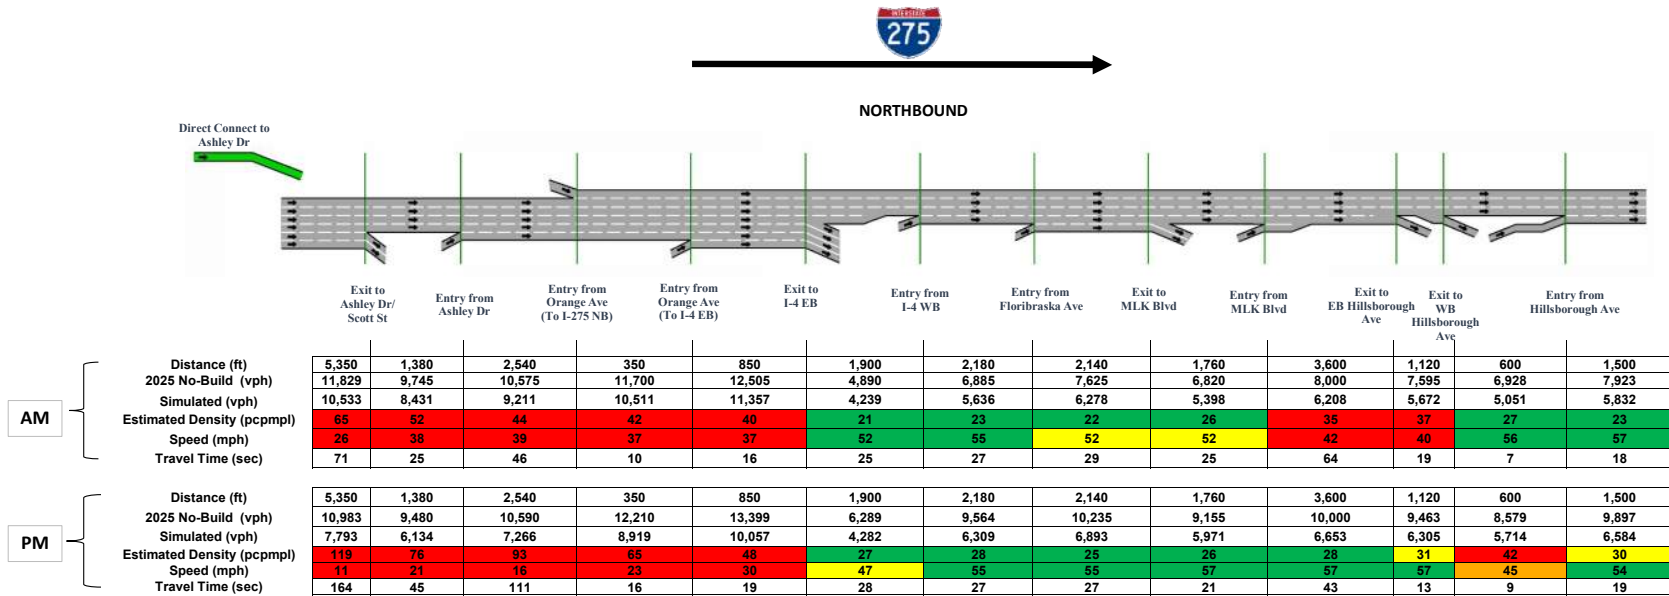 INTERSTATE
275
NORTHBOUND
Direct Connect to
Ashley Dr
Exit to
Ashley Dr/
Scott St
Entry from
Ashley Dr
Entry from
Orange Ave
(To I-275 NB)
Entry from
Orange Ave
(To I-4 EB)
Exit to
I-4 EB
Entry from
I-4 WB
Entry from
Floribraska Ave
Exit to
MLK Blvd
Entry from
MLK Blvd
Exit to
EB Hillsborough
Ave
Exit to
WB
Hillsborough
Ave
Entry from
Hillsborough Ave
AM
Distance (ft) 5,350 1,380 2,540 350 850 1,900 2,180 2,140 1,760 3,600 1,120 600 1,500
2025 No-Build (vph) 11,829 9,745 10,575 11,700 12,505 4,890 6,885 7,625 6,820 8,000 7,595 6,928 7,923
Simulated (vph) 10,533 8,431 9,211 10,511 11,357 4,239 5,636 6,278 5,398 6,208 5,672 5,051 5,832
Estimated Density (pcpmpl) 65 52 44 42 40 21 23 22 26 35 37 27 23
Speed (mph) 26 38 39 37 37 52 55 52 52 42 40 56 57
Travel Time (sec) 71 25 46 10 16 25 27 29 25 64 19 7 18
PM
Distance (ft) 5,350 1,380 2,540 350 850 1,900 2,180 2,140 1,760 3,600 1,120 600 1,500
2025 No-Build (vph) 10,983 9,480 10,590 12,210 13,399 6,289 9,564 10,235 9,155 10,000 9,463 8,579 9,897
Simulated (vph) 7,793 6,134 7,266 8,919 10,057 4,282 6,309 6,893 5,971 6,653 6,305 5,714 6,584
Estimated Density (pcpmpl) 119 76 93 65 48 27 28 25 26 28 31 42 30
Speed (mph) 11 21 16 23 30 47 55 55 57 57 57 45 54
Travel Time (sec) 164 45 111 16 19 28 27 27 21 43 13 9 19